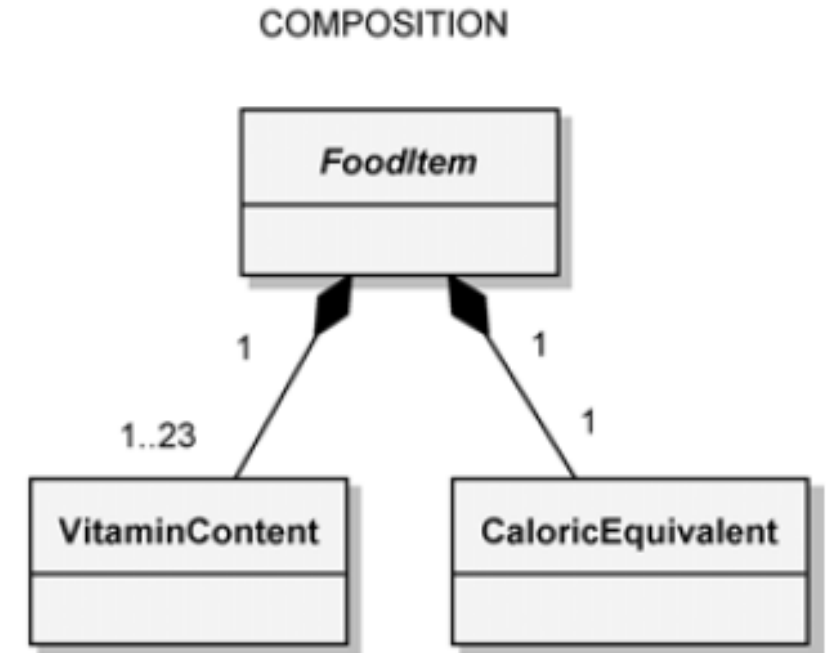 COMPOSITION
FoodItem
1
1
1..23
1
VitaminContent
CaloricEquivalent